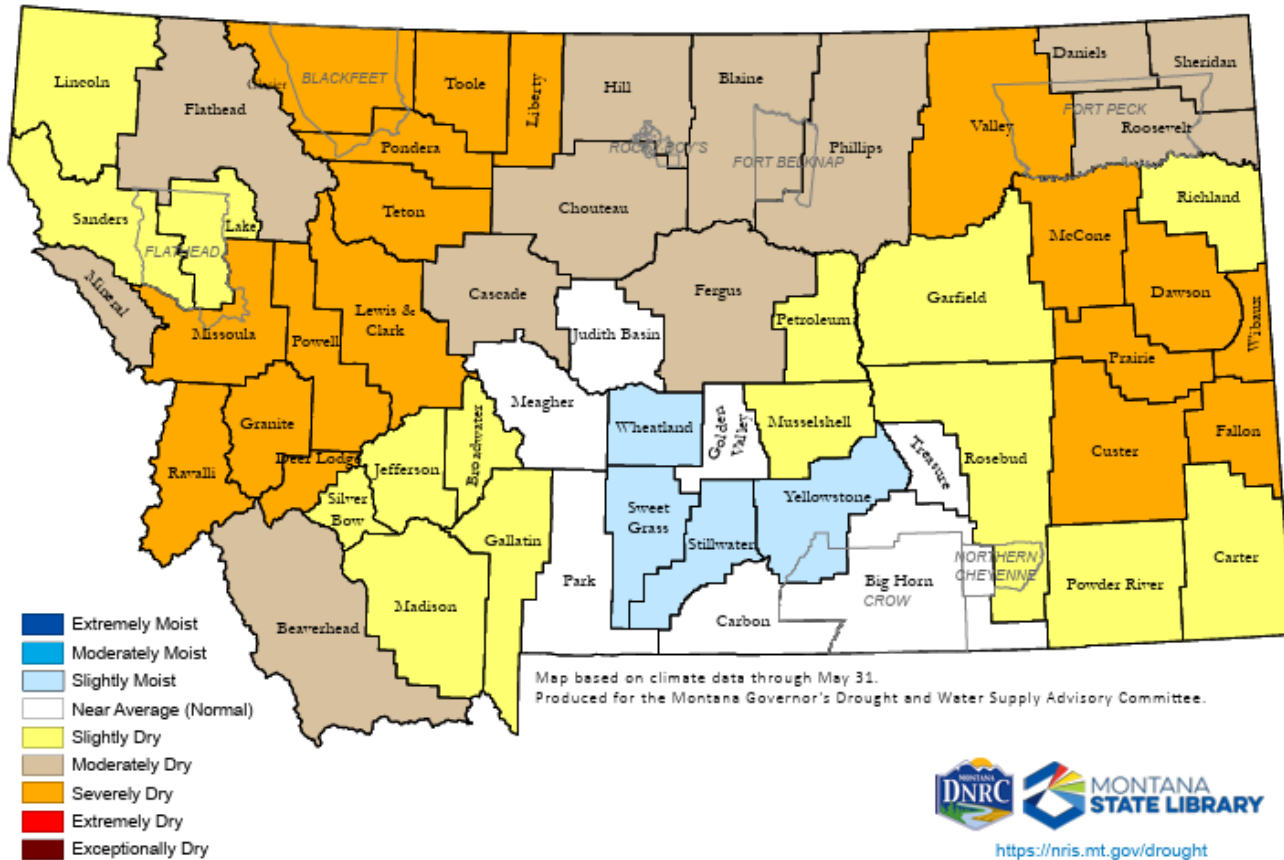 Lincoln
Flathead
Glacier
BLACKFEET
Toole
Liberty
Hill
Blaine
Daniels
Sheridan
FORT PECK
Valley
Roosevelt
Pondera
ROCKY BOY'S
FORT BELKNAP
Phillips
Richland
Sanders
Lake
FLATHEAD
Teton
Chouteau
McCone
Mineral
Missoula
Powell
Lewis &
Clark
Cascade
Judith Basin
Fergus
Petroleum
Garfield
Dawson
Wibaux
Prairie
Meagher
Wheatland
Golden
Valley
Musselshell
Treasure
Rosebud
Custer
Fallon
Ravalli
Granite
Deer Lodge
Jefferson
Broadwater
Silver
Bow
Gallatin
Sweet
Grass
Stillwater
Yellowstone
Park
Carbon
Big Horn
CROW
NORTHERN
CHEYENNE
Powder River
Carter
Madison
Beaverhead
Extremely Moist
Moderately Moist
Slightly Moist
Near Average (Normal)
Slightly Dry
Moderately Dry
Severely Dry
Extremely Dry
Exceptionally Dry
Map based on climate data through May 31.
Produced for the Montana Governor's Drought and Water Supply Advisory Committee.
MONTANA
DNRC
MONTANA
STATE LIBRARY
https://nris.mt.gov/drought